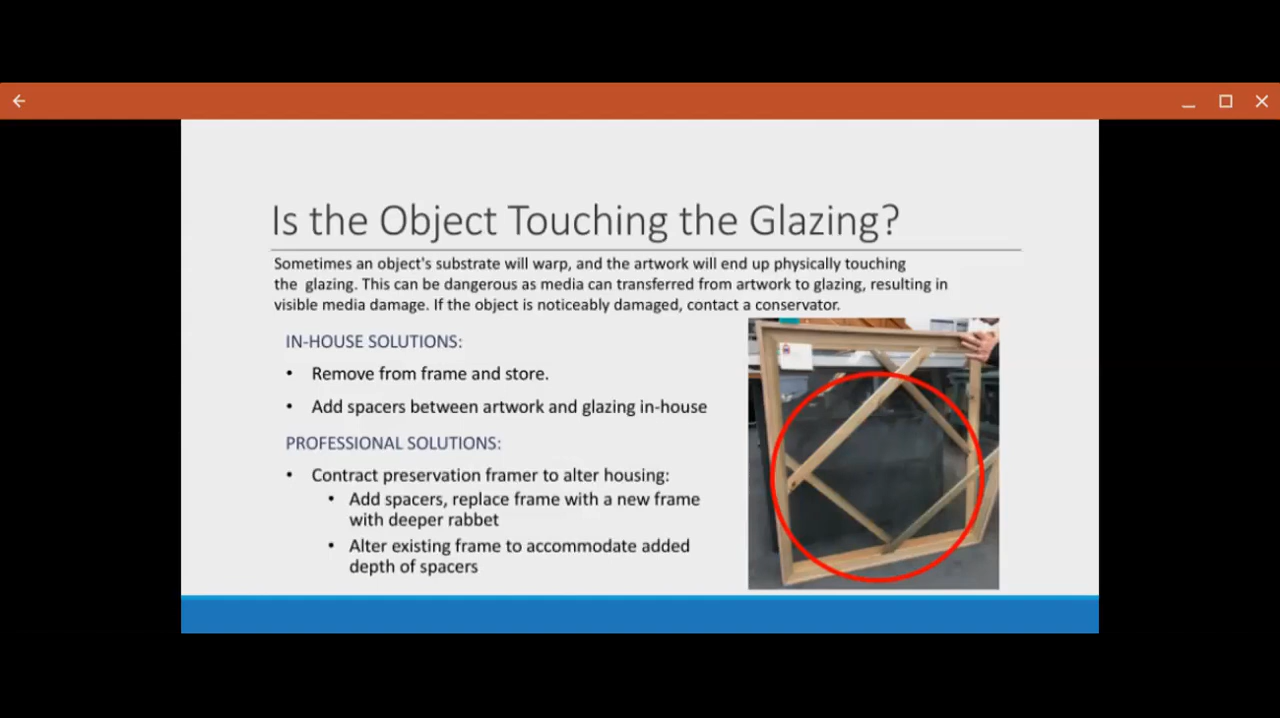 Is the Object Touching the Glazing?
Sometimes an object's substrate will warp, and the artwork will end up physically touching
the glazing. This can be dangerous as media can transferred from artwork to glazing, resulting in
visible media damage. If the object is noticeably damaged, contact a conservator.
IN-HOUSE SOLUTIONS:
• Remove from frame and store.
• Add spacers between artwork and glazing in-house
PROFESSIONAL SOLUTIONS:
• Contract preservation framer to alter housing:
• Add spacers, replace frame with a new frame
with deeper rabbet
• Alter existing frame to accommodate added
depth of spacers